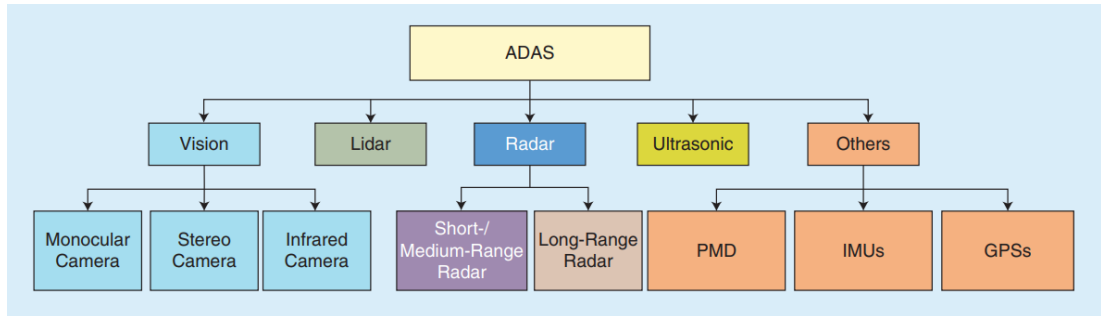 ADAS
Vision
Lidar
Radar
Ultrasonic
Others
Monocular
Camera
Stereo
Camera
Infrared
Camera
Short-/
Medium-Range
Radar
Long-Range
Radar
PMD
IMUs
GPSs